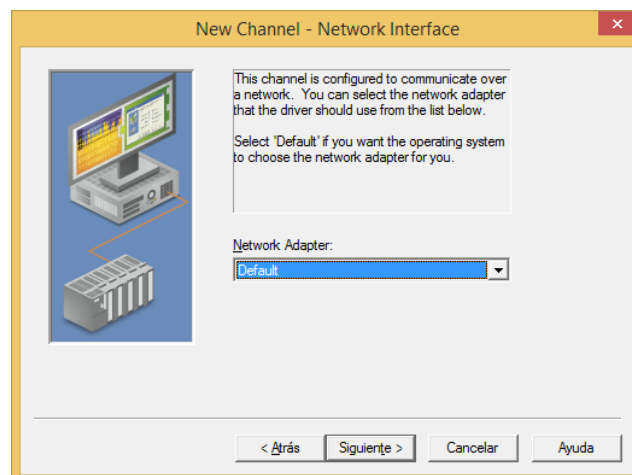 New Channel - Network Interface
This channel is configured to communicate over
a network. You can select the network adapter
that the driver should use from the list below.
Select 'Default' if you want the operating system
to choose the network adapter for you.
Network Adapter:
Default
< Atrás
Siguiente >
Cancelar
Ayuda